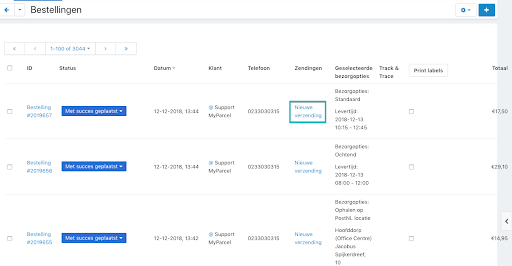 Bestellingen
1-100 of 3044
ID Status Datum Klant Telefoon Zendingen Geselecteerde bezorgopties Track & Trace Print labels Totaal
Bestelling #2019657
Met succes geplaatst
12-12-2018, 13:44
@ Support MyParcel
0233030315
Nieuwe verzending
Bezorgopties:
Standaard
Levertijd:
2018-12-13
10:15 - 12:45
€17,50
Bestelling #2019656
Met succes geplaatst
12-12-2018, 13:44
@ Support MyParcel
0233030315
Nieuwe verzending
Bezorgopties:
Ochtend
Levertijd:
2018-12-13
08:00 - 12:00
€29,10
Bestelling #2019655
Met succes geplaatst
12-12-2018, 13:42
@ Support MyParcel
0233030315
Nieuwe verzending
Bezorgopties:
Ophalen op
PostNL locatie
Hoofddorp
(Office Centre)
Jacobus
Spijkerdreef,
10
€14,95